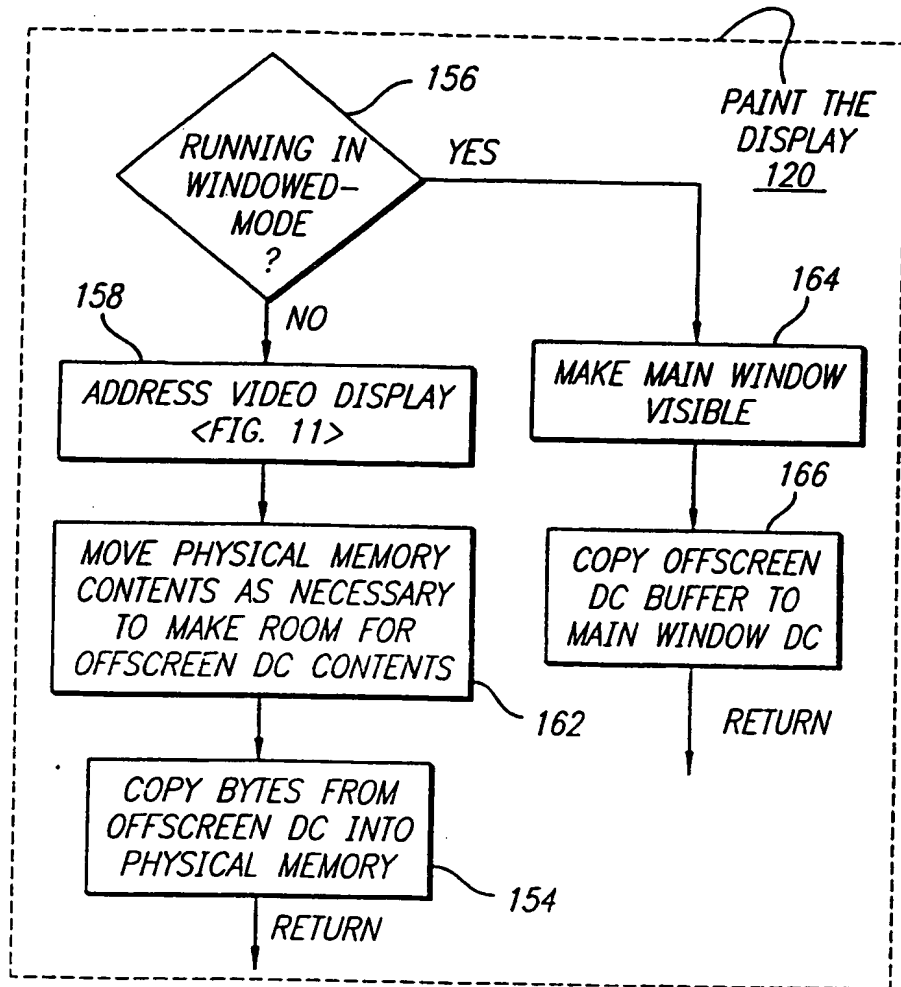 156
RUNNING IN
WINDOWED-
MODE
?
YES
PAINT THE
DISPLAY
120
158
NO
ADDRESS VIDEO DISPLAY
<FIG. 11>
164
MAKE MAIN WINDOW
VISIBLE
MOVE PHYSICAL MEMORY
CONTENTS AS NECESSARY
TO MAKE ROOM FOR
OFFSCREEN DC CONTENTS
162
166
COPY OFFSCREEN
DC BUFFER TO
MAIN WINDOW DC
RETURN
COPY BYTES FROM
OFFSCREEN DC INTO
PHYSICAL MEMORY
154
RETURN